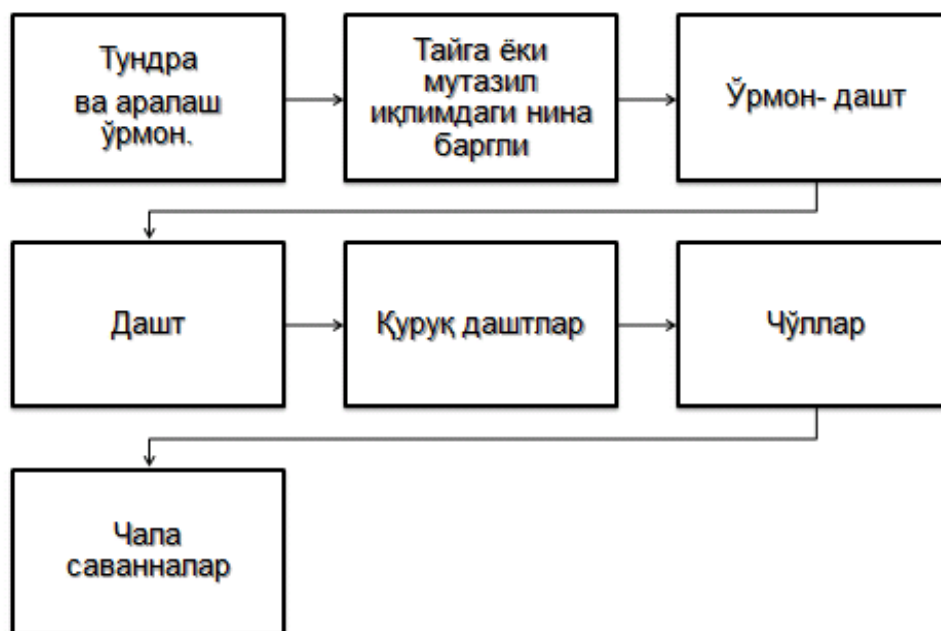 Тундра
ва аралаш
ўрмон.
Тайга ёки
мутазил
иқлимдаги нина
баргли
Ўрмон- дашт
Дашт
Қуруқ даштлар
Чўллар
Чала
саванналар